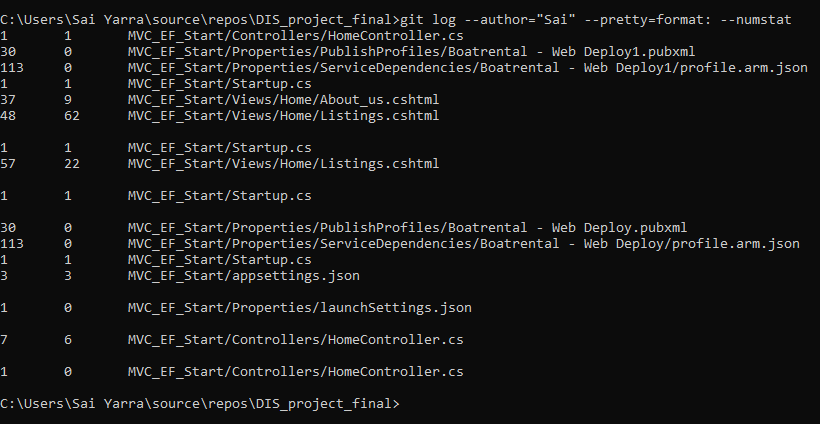 C:\Users\Sai Yarra\source\repos\DIS_project_final>git log --author="Sai" --pretty=format: --numstat
1 1 MVC_EF_Start/Controllers/HomeController.cs
30 0 MVC_EF_Start/Properties/PublishProfiles/Boatrental - Web Deploy1.pubxml
113 0 MVC_EF_Start/Properties/ServiceDependencies/Boatrental - Web Deploy1/profile.arm.json
1 1 MVC_EF_Start/Startup.cs
37 9 MVC_EF_Start/Views/Home/About_us.cshtml
48 62 MVC_EF_Start/Views/Home/Listings.cshtml
1 1 MVC_EF_Start/Startup.cs
57 22 MVC_EF_Start/Views/Home/Listings.cshtml
1 1 MVC_EF_Start/Startup.cs
30 0 MVC_EF_Start/Properties/PublishProfiles/Boatrental - Web Deploy.pubxml
113 0 MVC_EF_Start/Properties/ServiceDependencies/Boatrental - Web Deploy/profile.arm.json
1 1 MVC_EF_Start/Startup.cs
3 3 MVC_EF_Start/appsettings.json
1 0 MVC_EF_Start/Properties/launchSettings.json
7 6 MVC_EF_Start/Controllers/HomeController.cs
1 0 MVC_EF_Start/Controllers/HomeController.cs
C:\Users\Sai Yarra\source\repos\DIS_project_final>